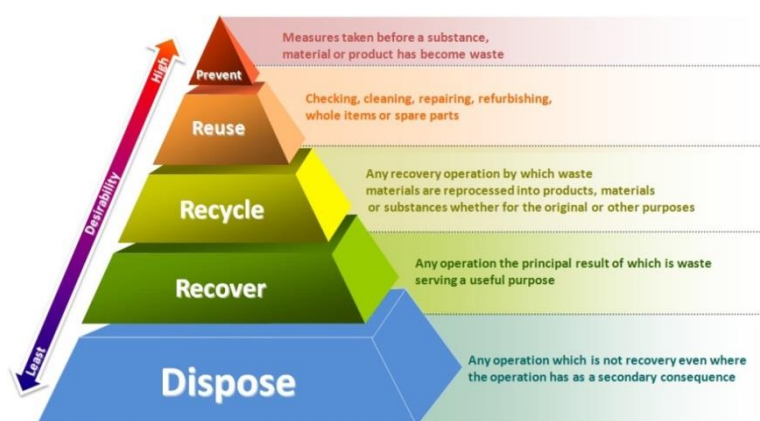 High
Desirability
Least
Prevent
Measures taken before a substance,
material or product has become waste
Reuse
Checking, cleaning, repairing, refurbishing,
whole items or spare parts
Recycle
Any recovery operation by which waste
materials are reprocessed into products, materials
or substances whether for the original or other purposes
Recover
Any operation the principal result of which is waste
serving a useful purpose
Dispose
Any operation which is not recovery even where
the operation has as a secondary consequence